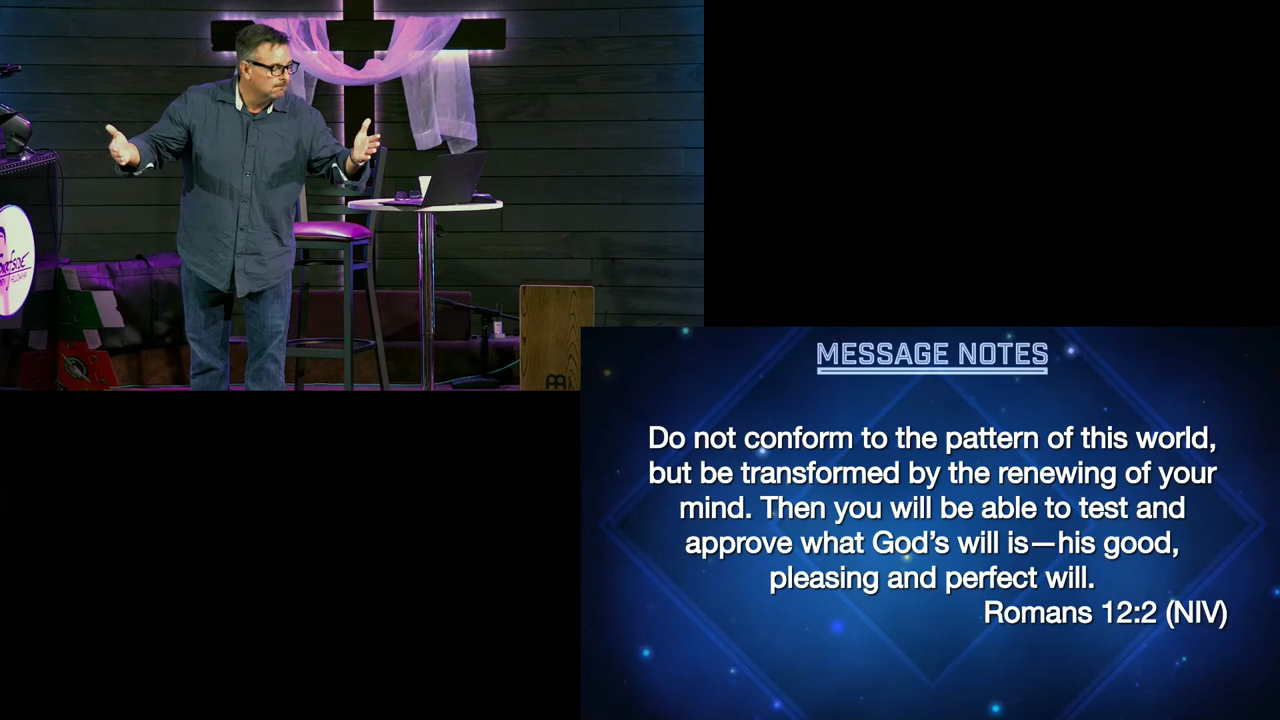 MESSAGE NOTES
Do not conform to the pattern of this world,
but be transformed by the renewing of your
mind. Then you will be able to test and
approve what God's will is—his good,
pleasing and perfect will.
Romans 12:2 (NIV)
MEINL